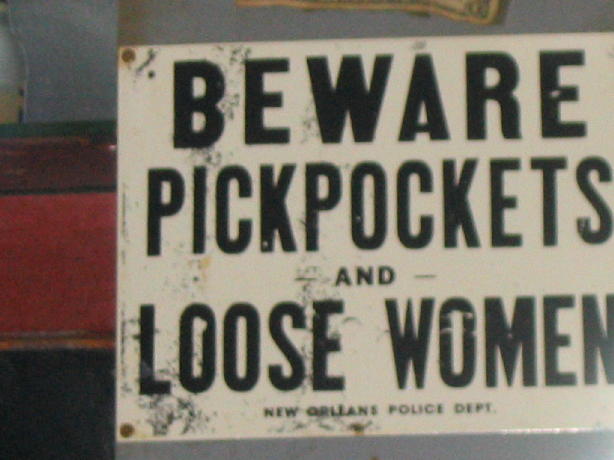 BEWARE
PICKPOCKETS
— AND —
LOOSE WOMEN
NEW ORLEANS POLICE DEPT.